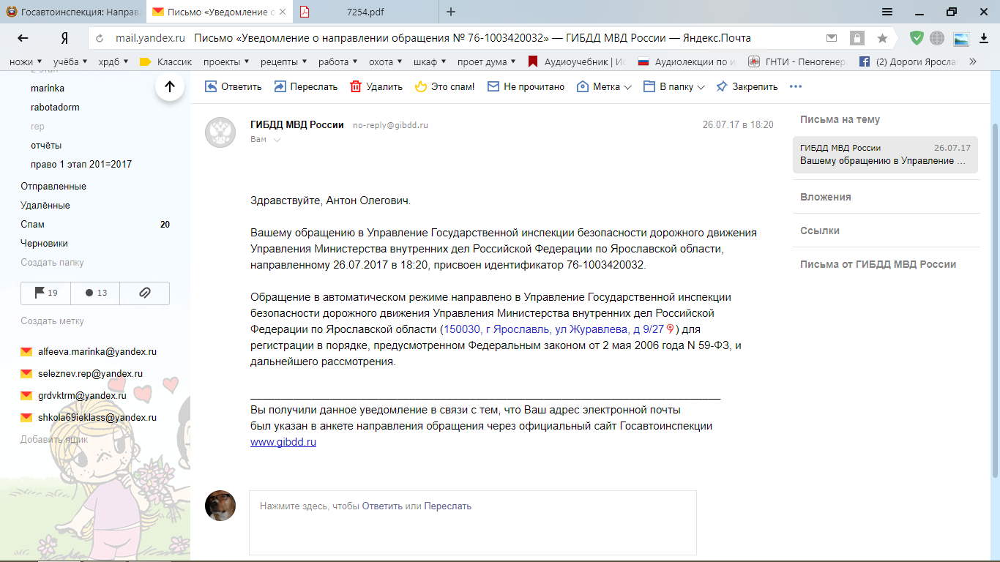 Госавтоинспекция: Направл
Письмо «Уведомление о
7254.pdf
mail.yandex.ru Письмо «Уведомление о направлении обращения № 76-1003420032» — ГИБДД МВД России — Яндекс.Почта
ножи учёба хрдб Классик проекты рецепты работа охота шкаф проет дума Аудиоучебник | Ис Аудиолекции по и ГНТИ - Пеногенер (2) Дороги Яросла
2 этап
marinka
rabotadorm
rep
отчёты
право 1 этап 201=2017
Отправленные
Удалённые
Спам 20
Черновики
Создать папку
19 13
Создать метку
alfeeva.marinka@yandex.ru
seleznev.rep@yandex.ru
grdvktrm@yandex.ru
shkola69ieklass@yandex.ru
Добавить ящик
Ответить Переслать Удалить Это спам! Не прочитано Метка В папку Закрепить
ГИБДД МВД России no-reply@gibdd.ru 26.07.17 в 18:20
Вам
Здравствуйте, Антон Олегович.
Вашему обращению в Управление Государственной инспекции безопасности дорожного движения
Управления Министерства внутренних дел Российской Федерации по Ярославской области,
направленному 26.07.2017 в 18:20, присвоен идентификатор 76-1003420032.
Обращение в автоматическом режиме направлено в Управление Государственной инспекции
безопасности дорожного движения Управления Министерства внутренних дел Российской
Федерации по Ярославской области (150030, г Ярославль, ул Журавлева, д 9/27) для
регистрации в порядке, предусмотренном Федеральным законом от 2 мая 2006 года N 59-ФЗ, и
дальнейшего рассмотрения.
Вы получили данное уведомление в связи с тем, что Ваш адрес электронной почты
был указан в анкете направления обращения через официальный сайт Госавтоинспекции
www.gibdd.ru
Нажмите здесь, чтобы Ответить или Переслать
Письма на тему
ГИБДД МВД России 26.07.17
Вашему обращению в Управление ...
Вложения
Ссылки
Письма от ГИБДД МВД России